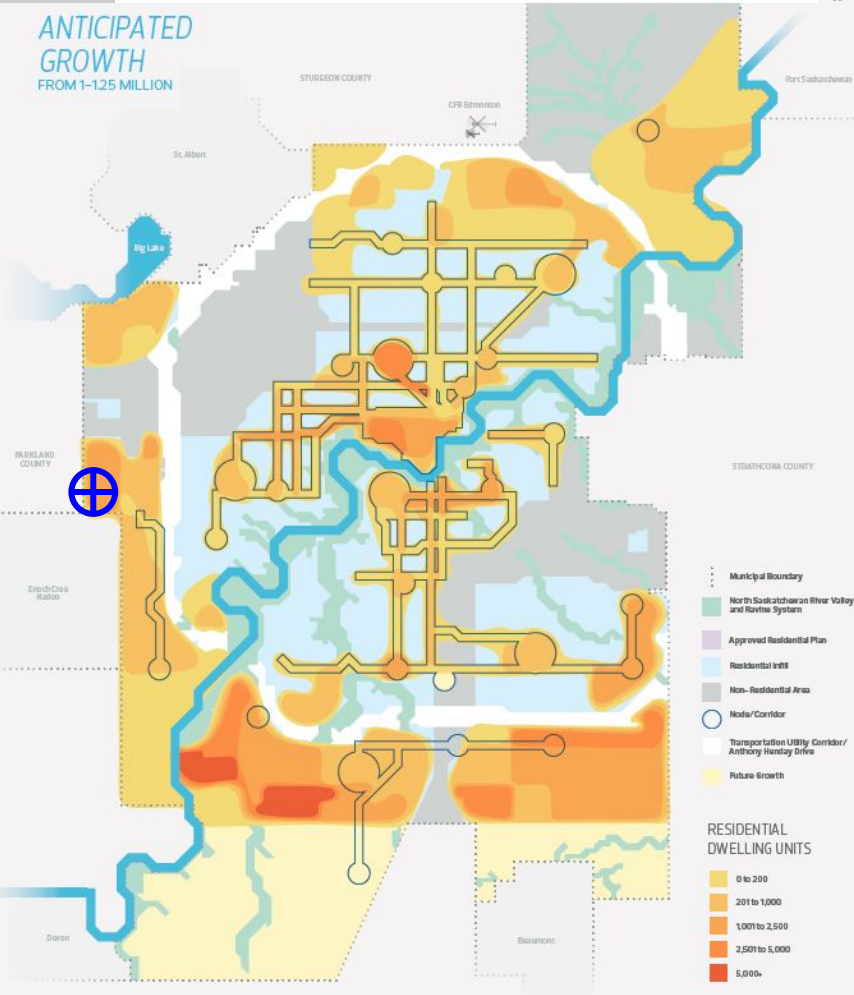 ANTICIPATED
GROWTH
FROM 1-1.25 MILLION
STURGEON COUNTY
Fort Saskatchewan
CFB Edmonton
St. Albert
Big Lake
PARKLAND
COUNTY
STRATHCONA COUNTY
Enoch Cree
Nation
Devon
Beaumont
Municipal Boundary
North Saskatchewan River Valley
and Ravine System
Approved Residential Plan
Residential Infill
Non- Residential Area
Node/Corridor
Transportation Utility Corridor/
Anthony Henday Drive
Future Growth
RESIDENTIAL
DWELLING UNITS
0 to 200
201 to 1,000
1,001 to 2,500
2,501 to 5,000
5,000+